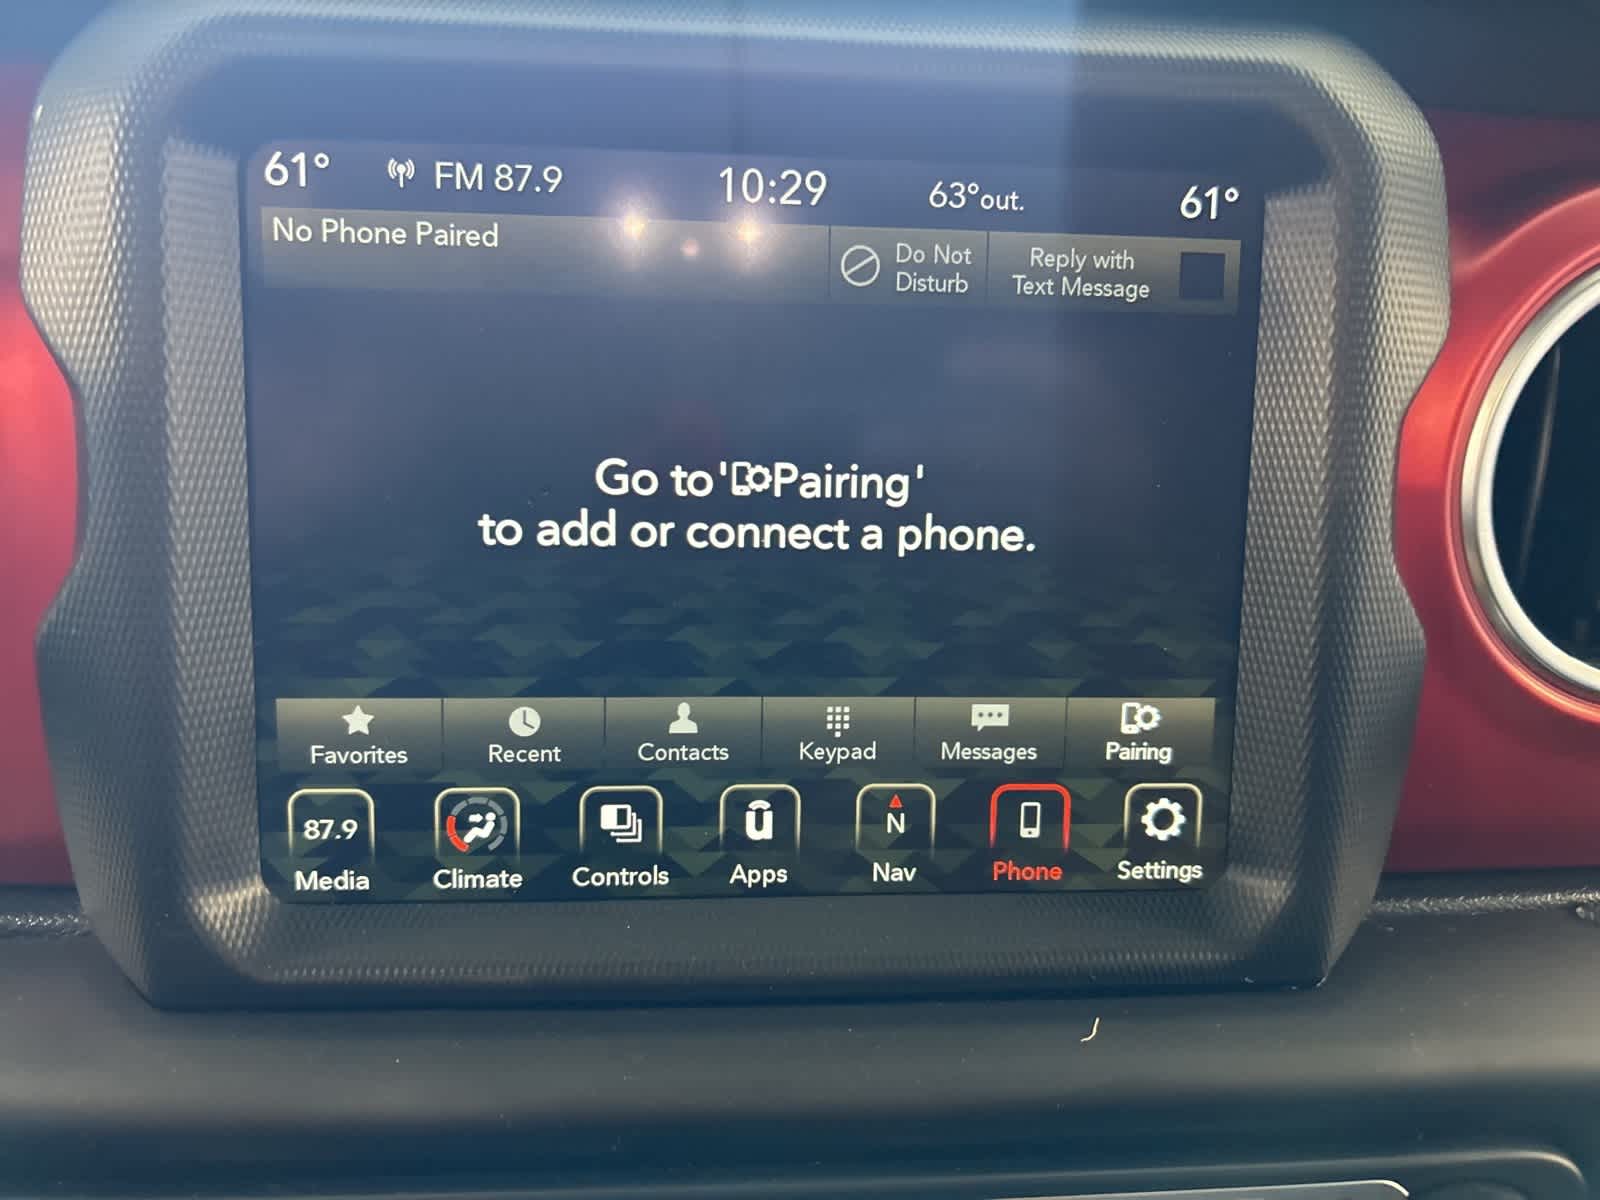 61° FM 87.9 10:29 63°out. 61°
No Phone Paired
Do Not
Disturb
Reply with
Text Message
Go to 'Pairing'
to add or connect a phone.
Favorites Recent Contacts Keypad Messages Pairing
87.9 N
Media Climate Controls Apps Nav Phone Settings